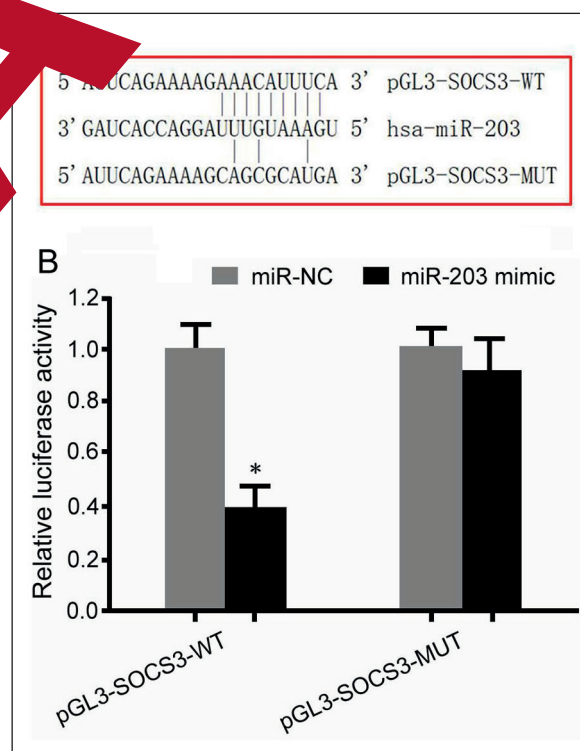 5' A UCAGAAAAGAAACAUUUCA 3' pGL3-SOCS3-WT
3' GAUCACCAGGAUUUGUAAAGU 5' hsa-miR-203
5' AUUCAGAAAAGCAGCGCAUGA 3' pGL3-SOCS3-MUT
B
miR-NC miR-203 mimic
1.2
1.0
0.8
0.6
0.4
0.2
0.0
Relative luciferase activity
*
pGL3-SOCS3-WT
pGL3-SOCS3-MUT